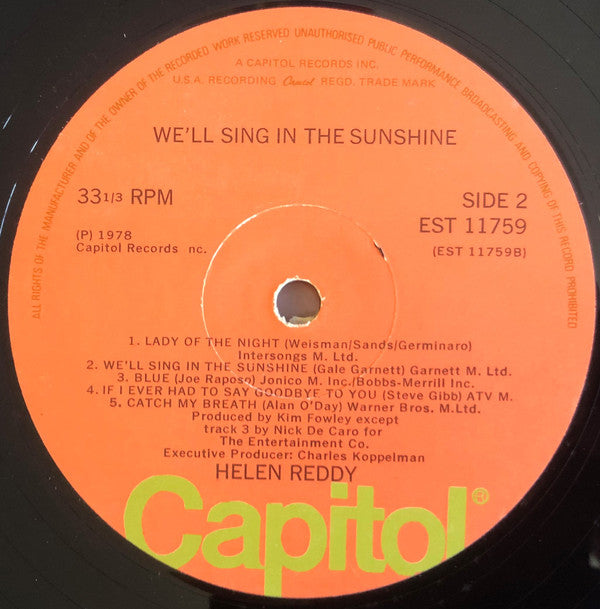 ALL RIGHTS OF THE MANUFACTURER AND OF THE OWNER OF THE RECORDED WORK RESERVED UNAUTHORISED PUBLIC PERFORMANCE BROADCASTING AND COPYING OF THIS RECORD PROHIBITED
A CAPITOL RECORDS INC.
U.S.A. RECORDING Capitol REGD. TRADE MARK
WE'LL SING IN THE SUNSHINE
33 1/3 RPM
SIDE 2
EST 11759
(P) 1978
Capitol Records nc.
(EST 11759B)
1. LADY OF THE NIGHT (Weisman/Sands/Germinaro)
Intersongs M. Ltd.
2. WE'LL SING IN THE SUNSHINE (Gale Garnett) Garnett M. Ltd.
3. BLUE (Joe Raposo) Jonico M. Inc./Bobbs-Merrill Inc.
4. IF I EVER HAD TO SAY GOODBYE TO YOU (Steve Gibb) ATV M.
5. CATCH MY BREATH (Alan O'Day) Warner Bros. M.Ltd.
Produced by Kim Fowley except
track 3 by Nick De Caro for
The Entertainment Co.
Executive Producer: Charles Koppelman
HELEN REDDY
Capitol®